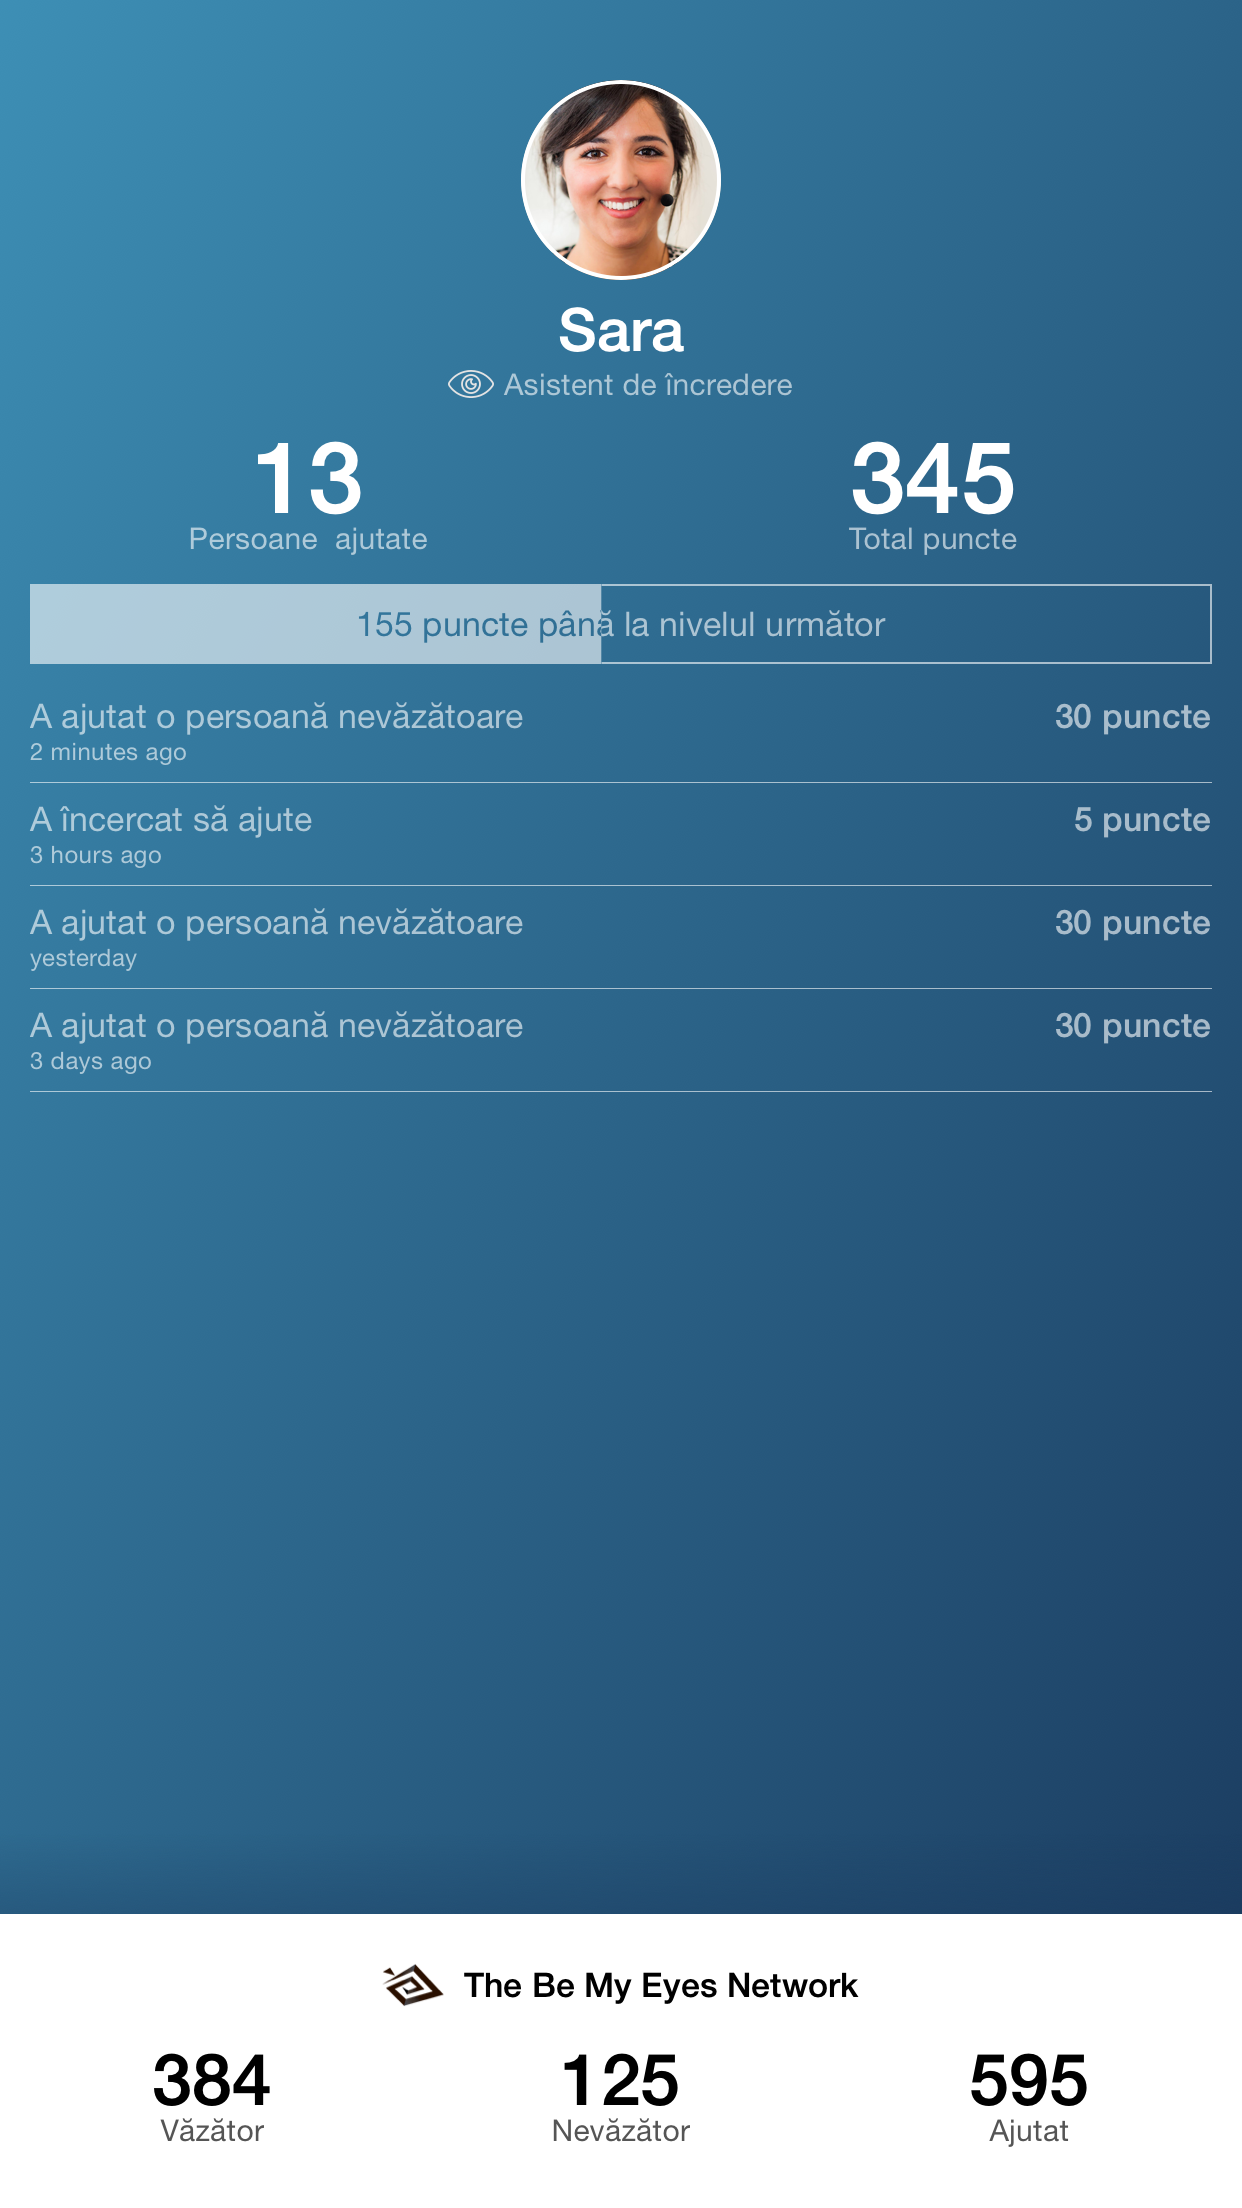 Sara
Asistent de încredere
13
Persoane  ajutate
345
Total puncte
155 puncte până la nivelul următor
A ajutat o persoană nevăzătoare
30 puncte
2 minutes ago
A încercat să ajute
5 puncte
3 hours ago
A ajutat o persoană nevăzătoare
30 puncte
yesterday
A ajutat o persoană nevăzătoare
30 puncte
3 days ago
The Be My Eyes Network
384
Văzător
125
Nevăzător
595
Ajutat